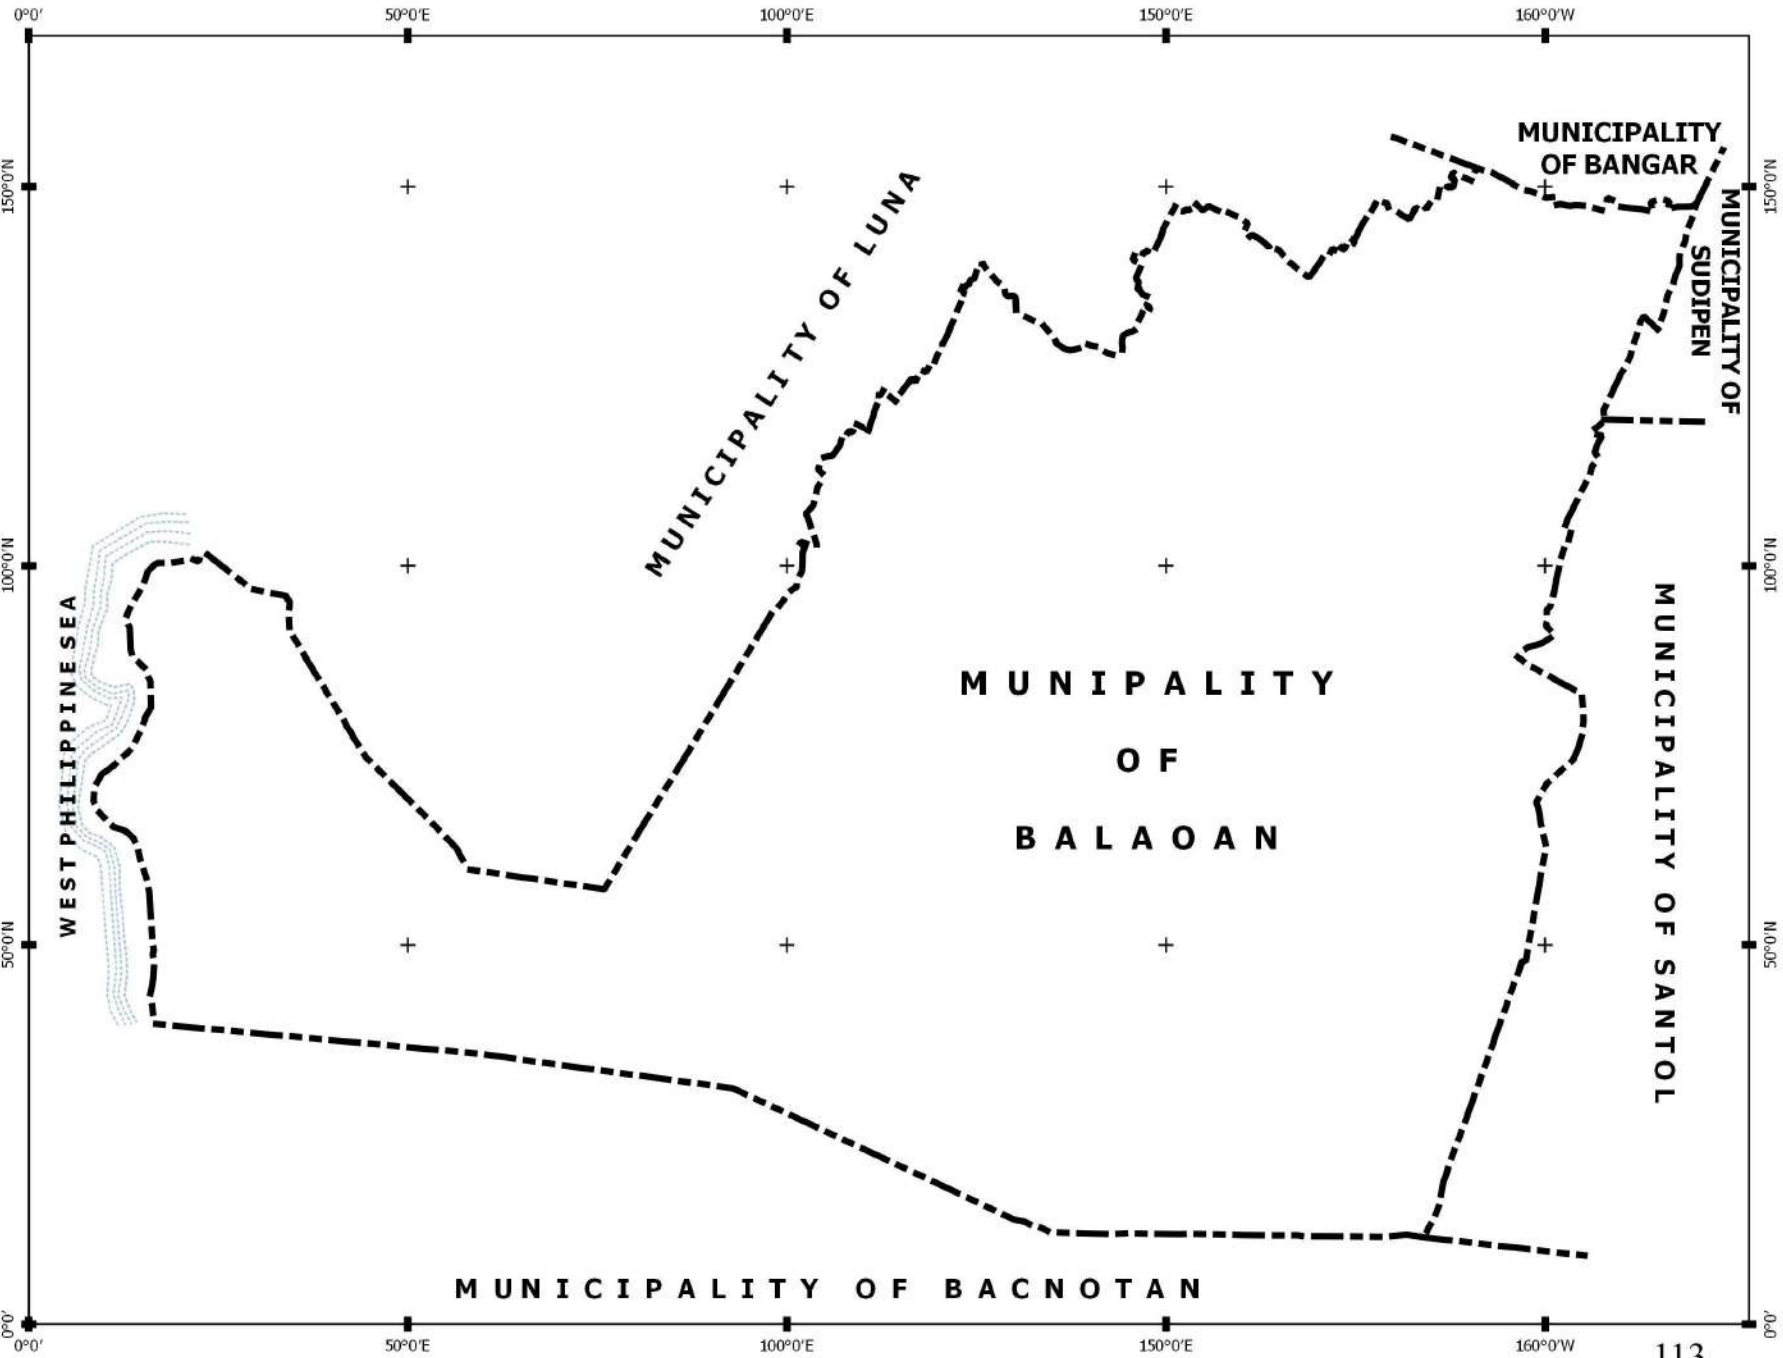 0°0' 50°0'E 100°0'E 150°0'E 160°0'W
MUNICIPALITY
OF BANGAR
150°0'N
150°0'N
MUNICIPALITY OF
SUDIPEN
MUNICIPALITY OF LUNA
100°0'N
100°0'N
WEST PHILIPPINE SEA
MUNIPALITY
OF
BALAOAN
MUNICIPALITY OF SANTOL
50°0'N
50°0'N
MUNICIPALITY OF BACNOTAN
0°0'
0°0'
0°0' 50°0'E 100°0'E 150°0'E 160°0'W
113